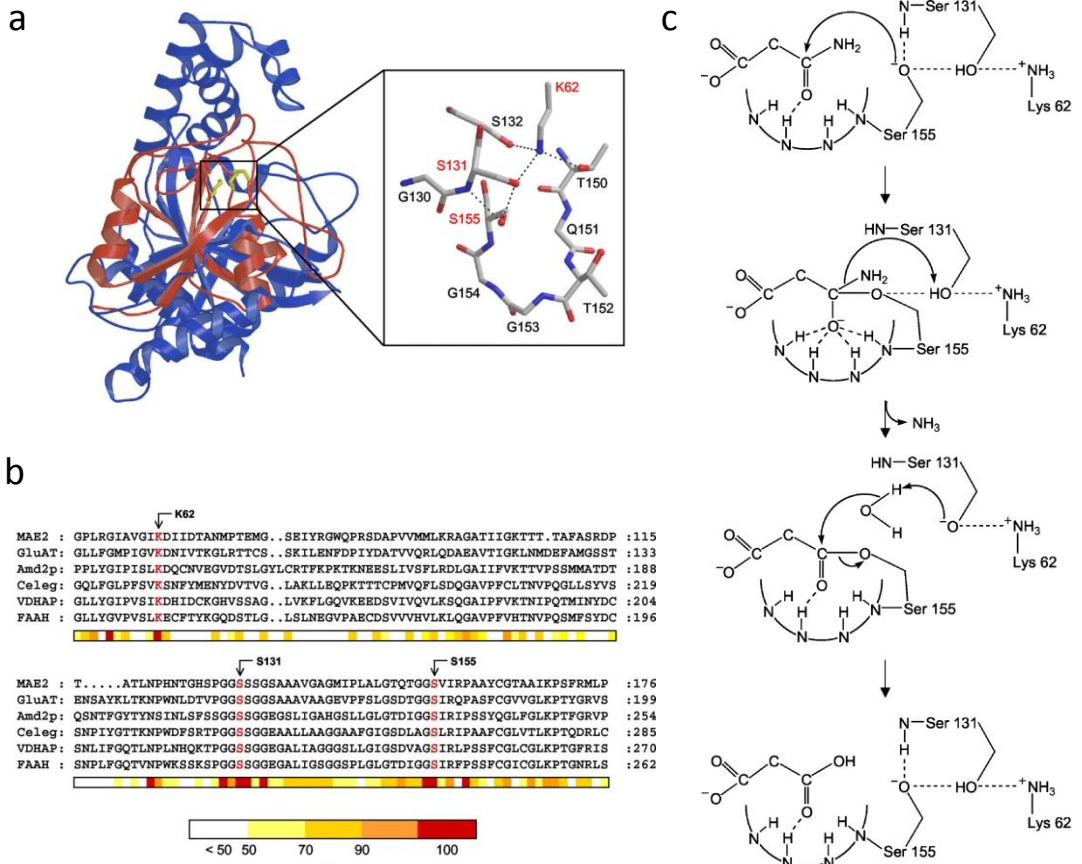 a
K62
S132
S131
G130
T150
S155
Q151
G154
T152
G153
b
K62
MAE2 : GPLRGIAVGIKDIIDTANMPTEMG..SEIYRGWQPRSDAPVVMMLKRAGATIIGKTTT.TAFASRDP :115
GluAT: GLLFGMPIGVKDNIVTKGLRTTCS..SKILENFDPIYDATVVQRLQDAEAVTIGKLNMDEFAMGSST :133
Amd2p: PPLYGIPISLKDQCNVEGVDTSLGYLCRTFKPKTKNEESLIVSFLRDLGAIIFVKTTVPSSMMATDT :188
Celeg: GQLFGLPFSVKSNFYMENYDVTVG..LAKLLEQPKTTTCPMVQFLSDQGAVPFCLTNVPQGLLSYVS :219
VDHAP: GLLYGIPVSIKDHIDCKGHVSSAG..LVKFLGQVKEEDSVIVQVLKSQGAIPFVKTNIPQTMINYDC :204
FAAH : GLLYGVPVSLKECFTYKGQDSTLG..LSLNEGVPAECDSVVVHVLKLQGAVPFVHTNVPQSMFSYDC :196
S131
S155
MAE2 : T.....ATLNPHNTGHSPGGSSSGSAAAVGAGMIPLALGTQTGGSVIRPAAYCGTAAIKPSFRMLP :176
GluAT: ENSAYKLTKNPWNLDTVPGGSSSGSAAAVAAGEVPFSLGSDTGGSIRQPASFCGVVGLKPTYGRVS :199
Amd2p: QSNTFGYTYNSINLSFSSGGSSGGEGSLIGAHGSLLGLGTDIGGSIRIPSSYQGLFGLKPTFGRVP :254
Celeg: SNPIYGTTKNPWDFSRTPGGSSGGEAALLAAGGAAFGIGSDLAGSLRIPAAFCGLVTLKPTQDRLC :285
VDHAP: SNLIFGQTLNPLNHQKTPGGSSGGEGALIAGGGSLLGIGSDVAGSIRLPSSFCGLCGLKPTGFRIS :270
FAAH : SNPLFGQTVNPWKSSKSPGGSSGGEGALIGSGGSPLGLGTDIGGSIRFPSSFCGICGLKPTGNRLS :262
< 50 50 70 90 100
c
N Ser 131
H
O C NH2
C C
−O O
H H H H
N N N N
−O HO +NH3
Lys 62
Ser 155
HN Ser 131
O C NH2
C C O
−O O−
H H H H
N N N N
HO +NH3
Lys 62
Ser 155
NH3
HN Ser 131
H
O
H
O C
C C O
−O O
H H H H
N N N N
−O +NH3
Lys 62
Ser 155
N Ser 131
H
O C OH
C C
−O O
H H H H
N N N N
−O HO +NH3
Lys 62
Ser 155